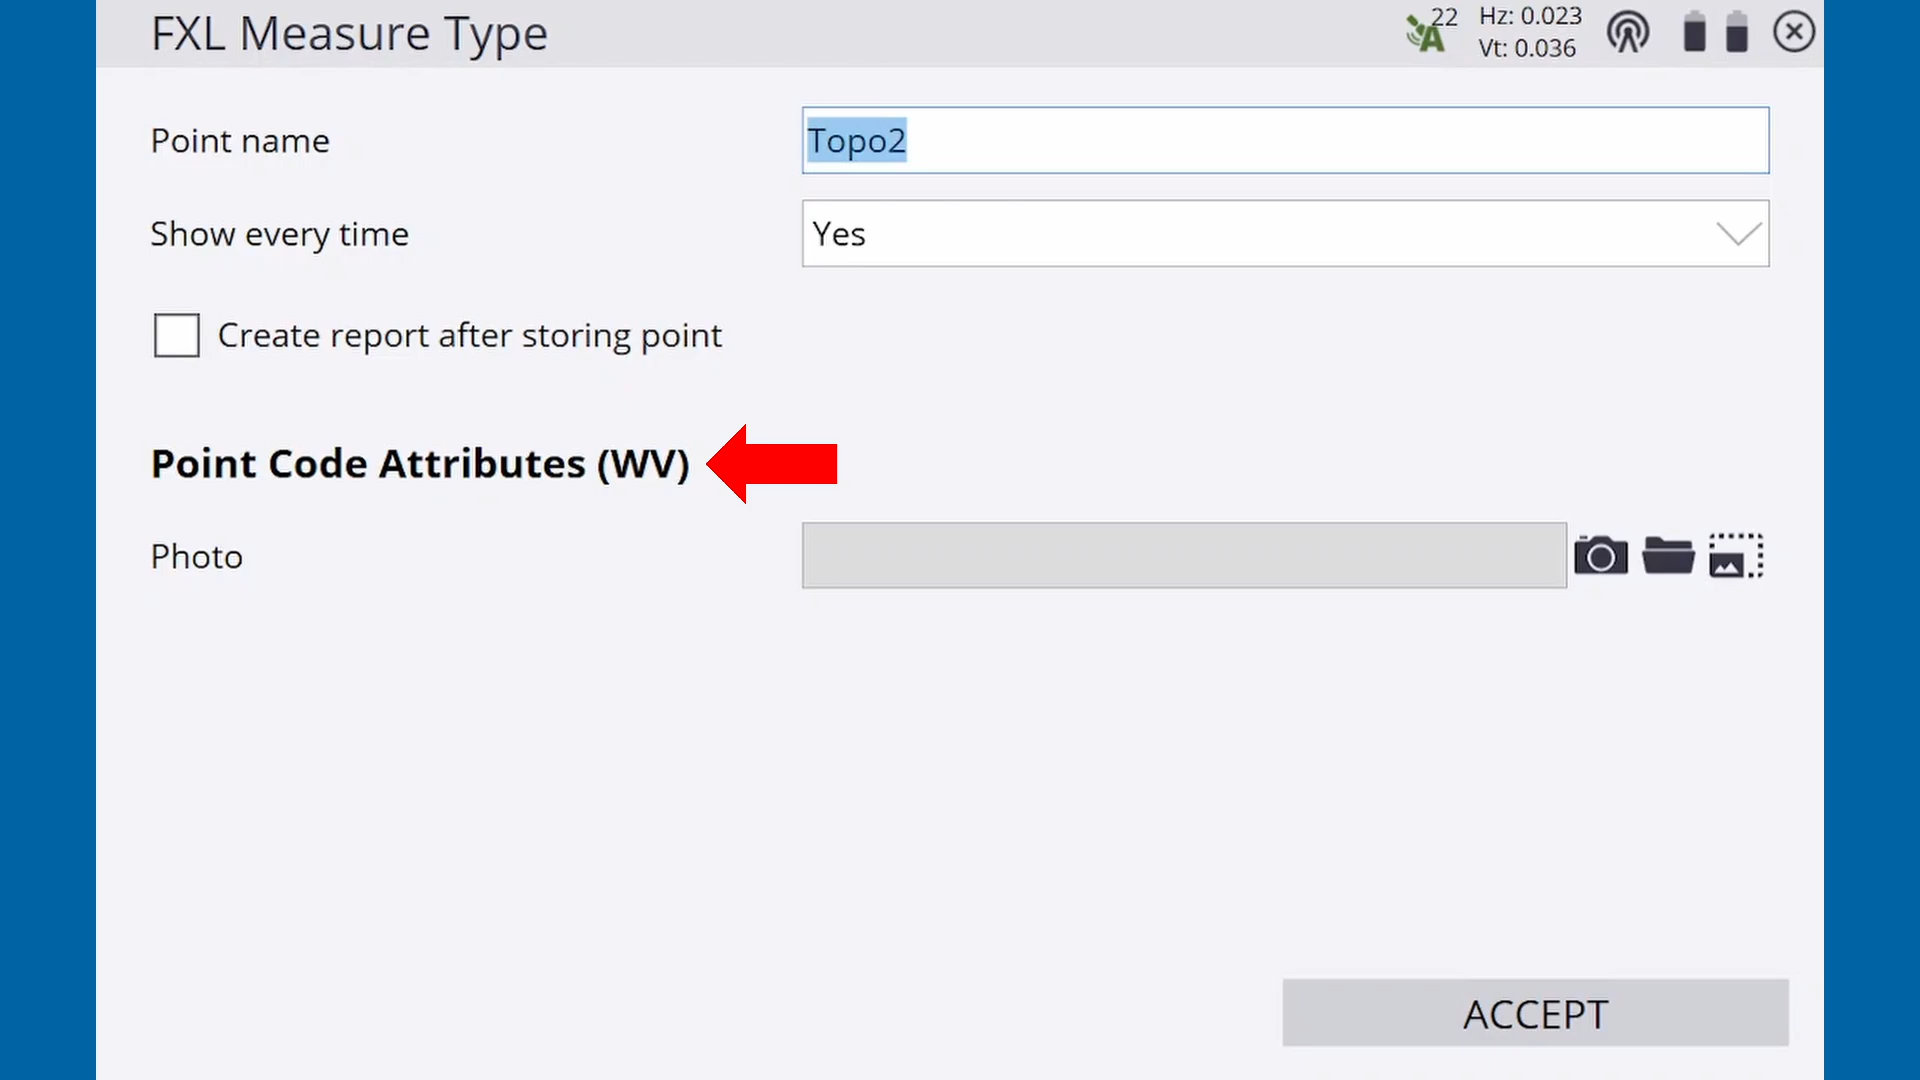 FXL Measure Type
22
Hz: 0.023
Vt: 0.036
Point name
Topo2
Show every time
Yes
Create report after storing point
Point Code Attributes (WV)
Photo
ACCEPT